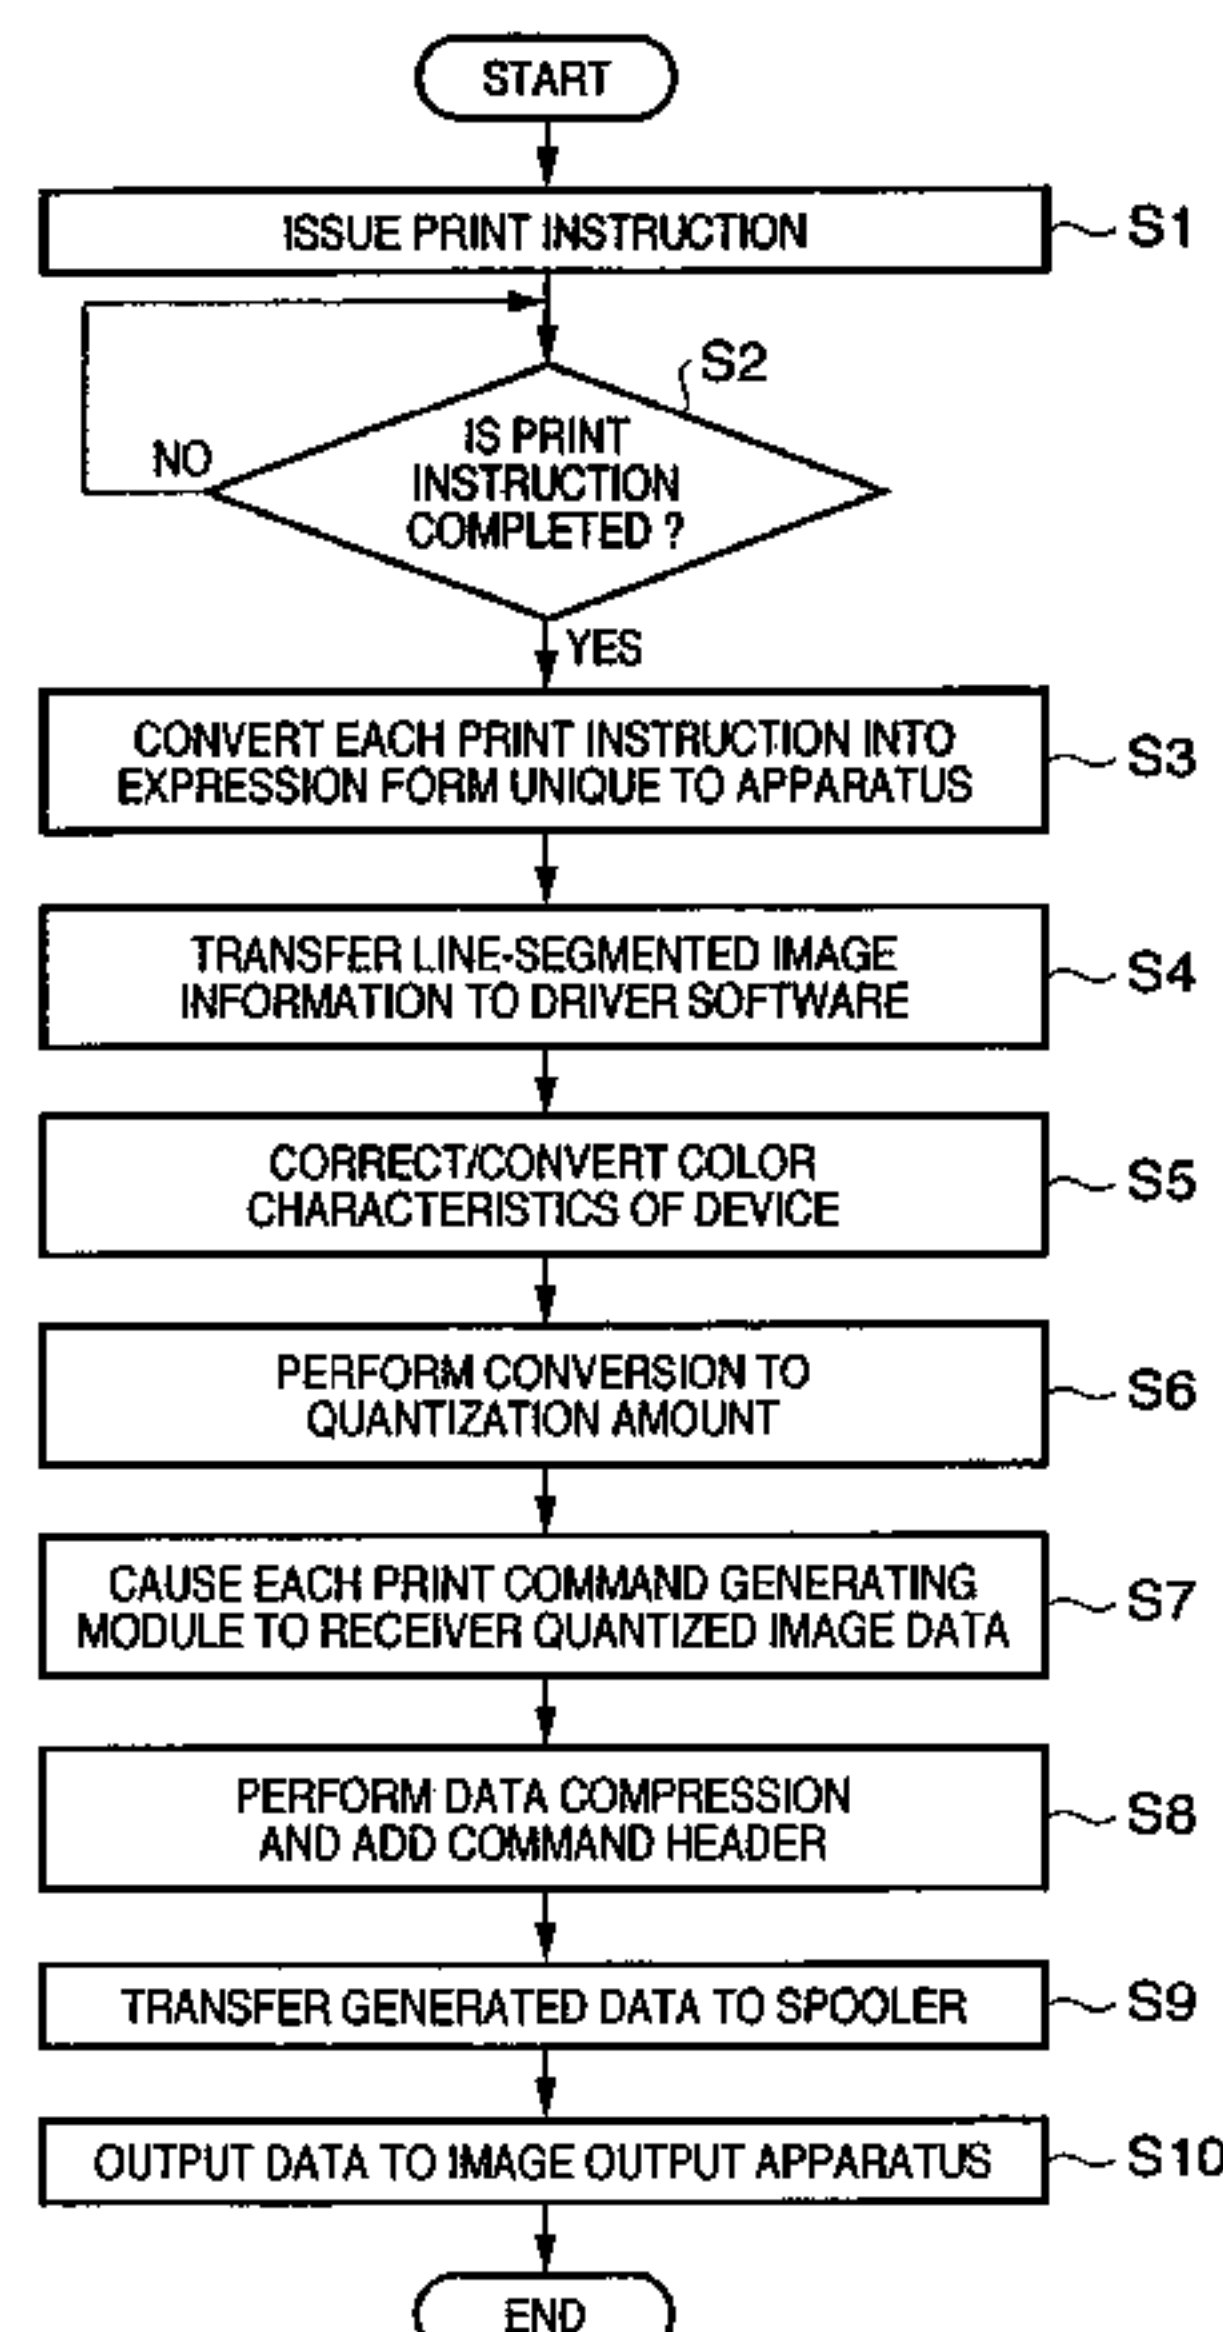 START
ISSUE PRINT INSTRUCTION
S1
S2
IS PRINT
INSTRUCTION
COMPLETED ?
NO
YES
CONVERT EACH PRINT INSTRUCTION INTO
EXPRESSION FORM UNIQUE TO APPARATUS
S3
TRANSFER LINE-SEGMENTED IMAGE
INFORMATION TO DRIVER SOFTWARE
S4
CORRECT/CONVERT COLOR
CHARACTERISTICS OF DEVICE
S5
PERFORM CONVERSION TO
QUANTIZATION AMOUNT
S6
CAUSE EACH PRINT COMMAND GENERATING
MODULE TO RECEIVER QUANTIZED IMAGE DATA
S7
PERFORM DATA COMPRESSION
AND ADD COMMAND HEADER
S8
TRANSFER GENERATED DATA TO SPOOLER
S9
OUTPUT DATA TO IMAGE OUTPUT APPARATUS
S10
END